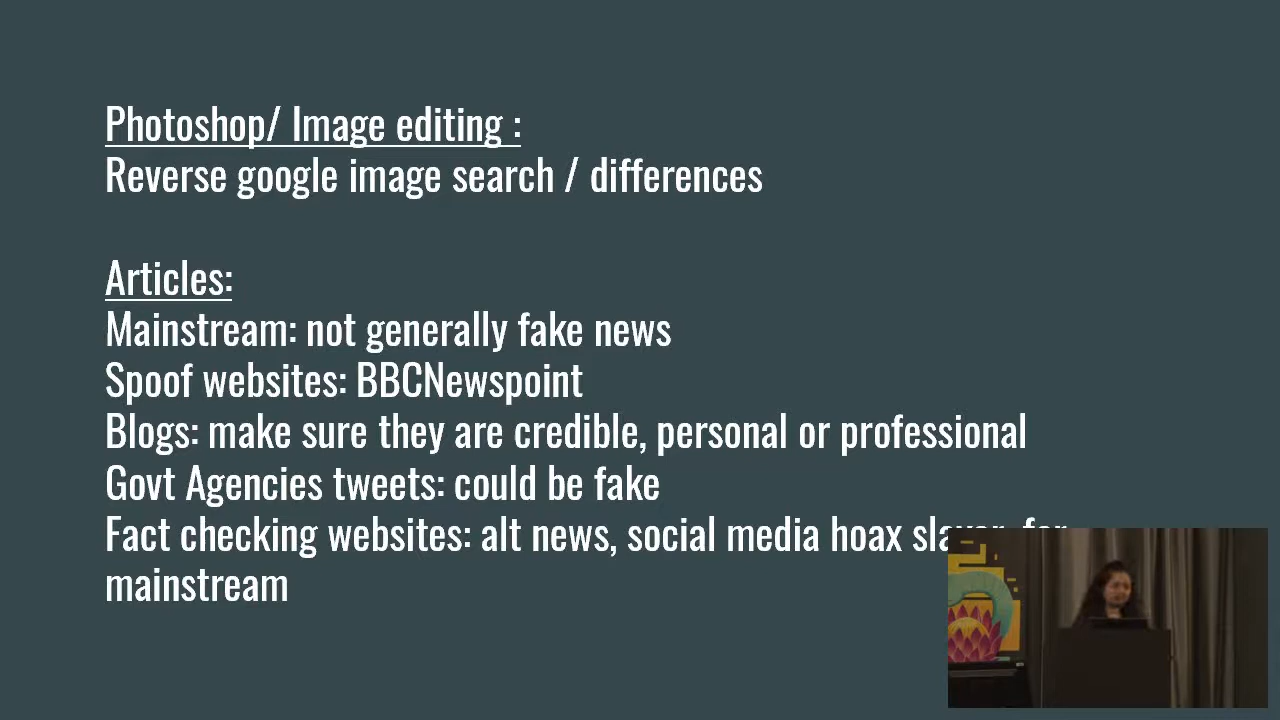 Photoshop/ Image editing :
Reverse google image search / differences
Articles:
Mainstream: not generally fake news
Spoof websites: BBCNewspoint
Blogs: make sure they are credible, personal or professional
Govt Agencies tweets: could be fake
Fact checking websites: alt news, social media hoax slayer, for
mainstream